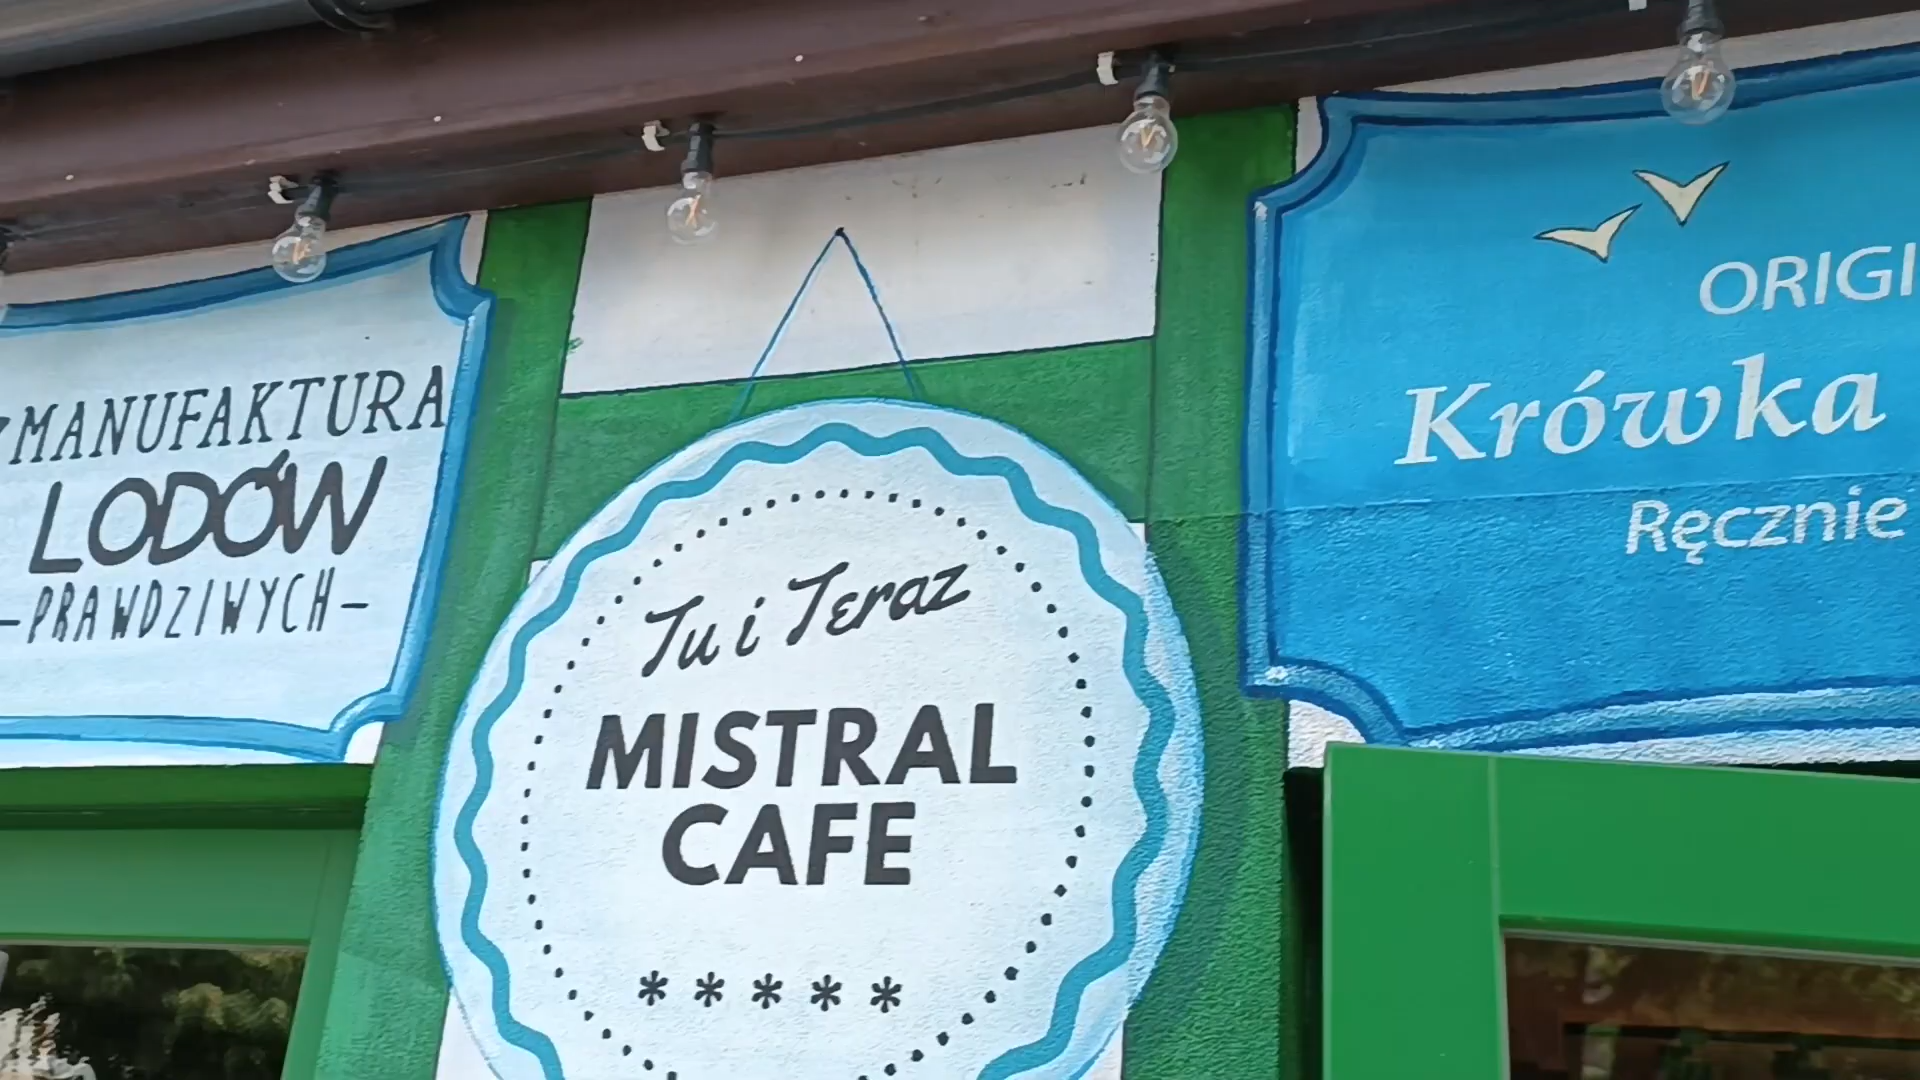 MANUFAKTURA
LODÓW
-PRAWDZIWYCH-
Tu i Teraz
MISTRAL
CAFE
* * * * *
ORIGI
Krówka
Ręcznie